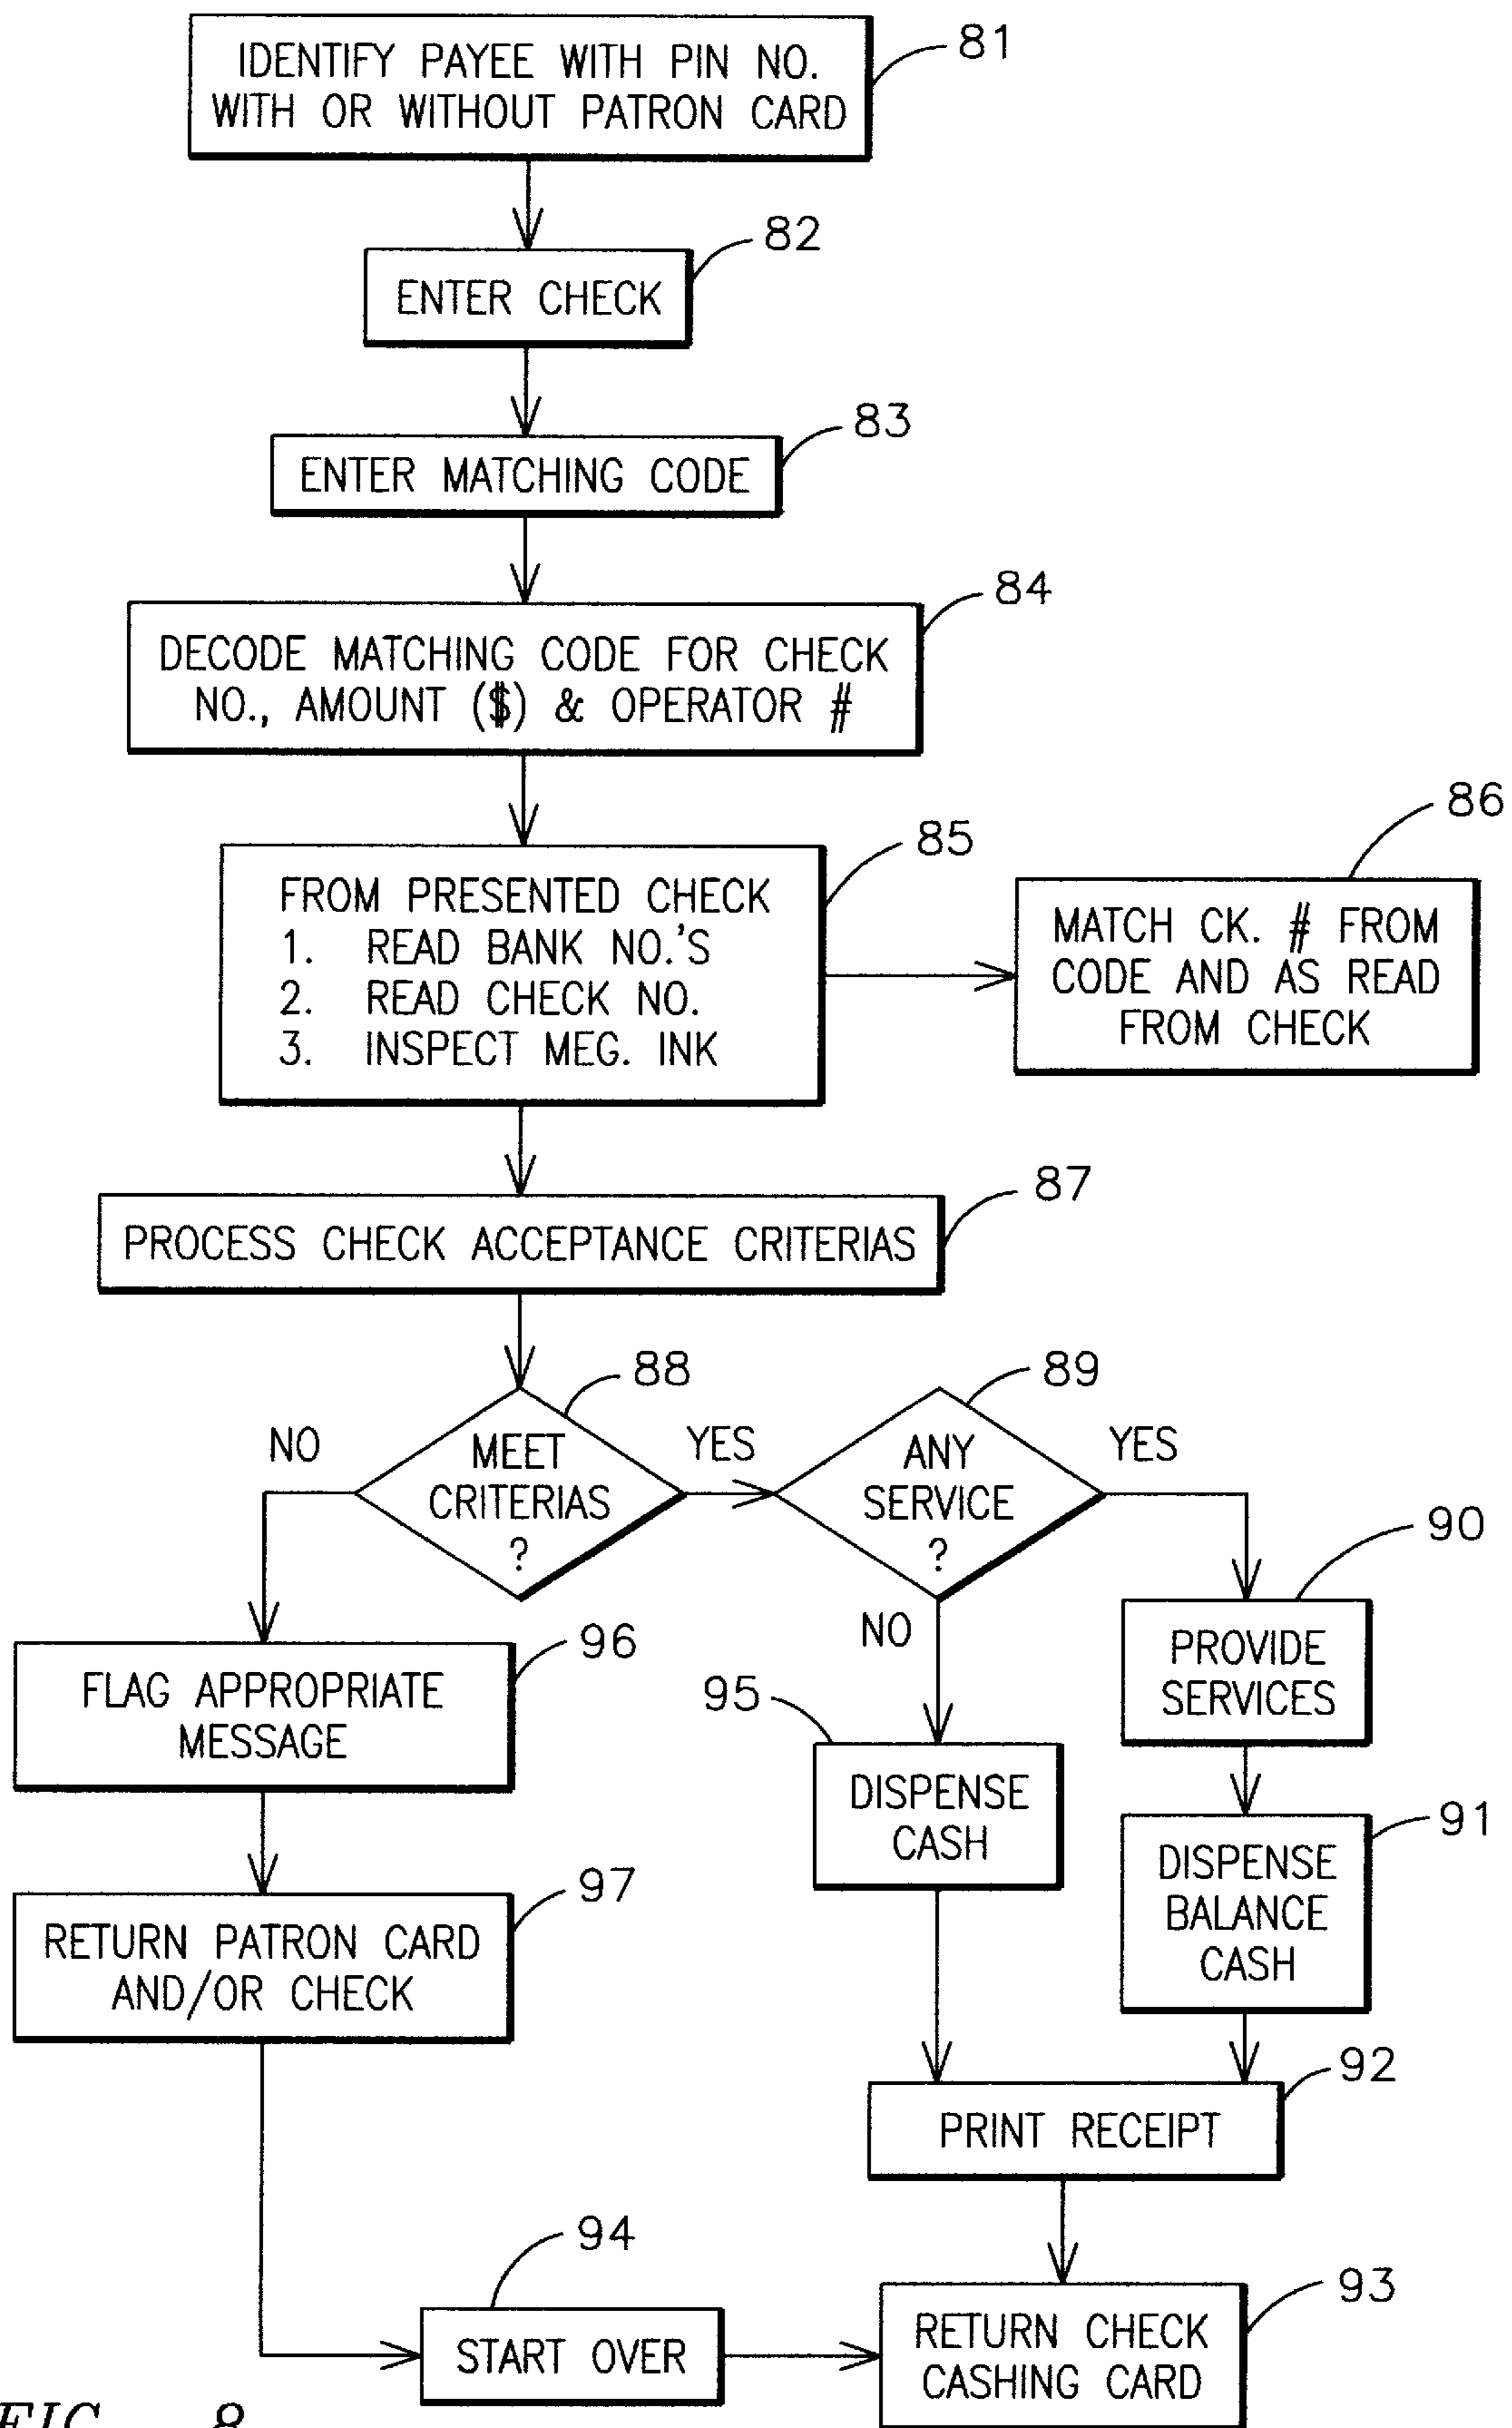 81
IDENTIFY PAYEE WITH PIN NO.
WITH OR WITHOUT PATRON CARD
82
ENTER CHECK
83
ENTER MATCHING CODE
84
DECODE MATCHING CODE FOR CHECK
NO., AMOUNT ($) & OPERATOR #
85
FROM PRESENTED CHECK
1. READ BANK NO.'S
2. READ CHECK NO.
3. INSPECT MEG. INK
86
MATCH CK. # FROM
CODE AND AS READ
FROM CHECK
87
PROCESS CHECK ACCEPTANCE CRITERIAS
88
MEET
CRITERIAS
?
NO
YES
89
ANY
SERVICE
?
YES
NO
90
PROVIDE
SERVICES
96
FLAG APPROPRIATE
MESSAGE
95
DISPENSE
CASH
91
DISPENSE
BALANCE
CASH
97
RETURN PATRON CARD
AND/OR CHECK
92
PRINT RECEIPT
94
START OVER
93
RETURN CHECK
CASHING CARD
FIG. 8